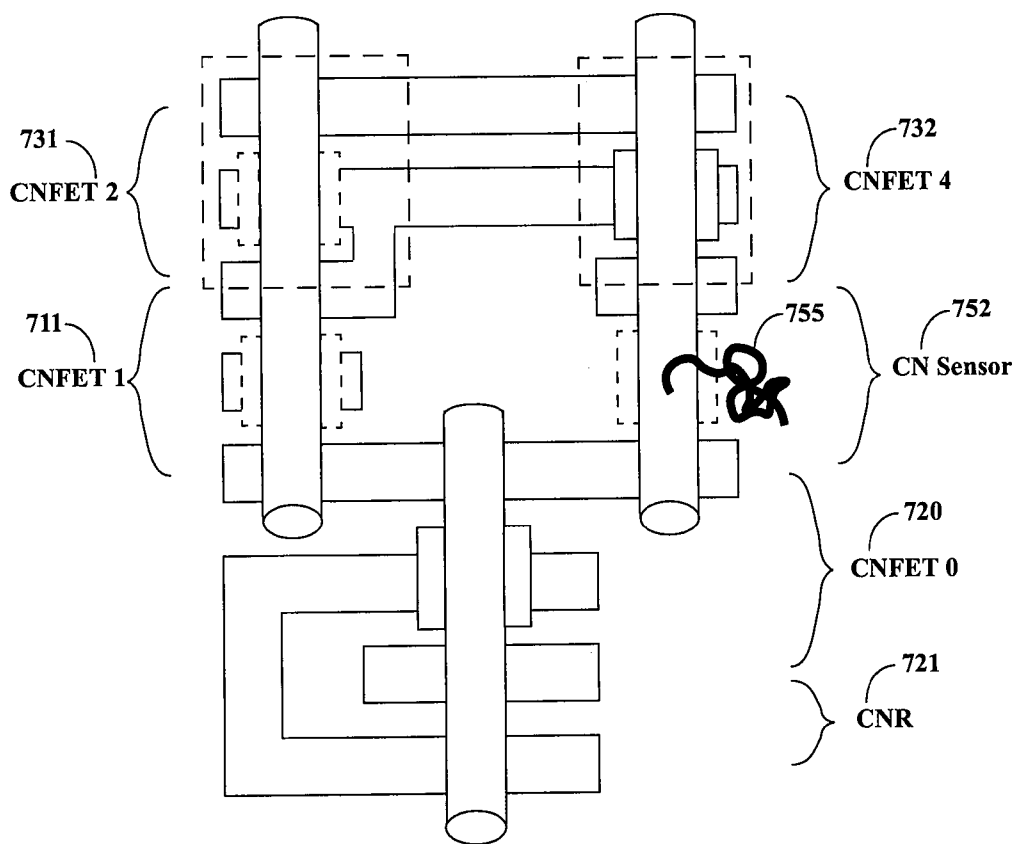 731
CNFET 2
732
CNFET 4
711
CNFET 1
755
752
CN Sensor
720
CNFET 0
721
CNR